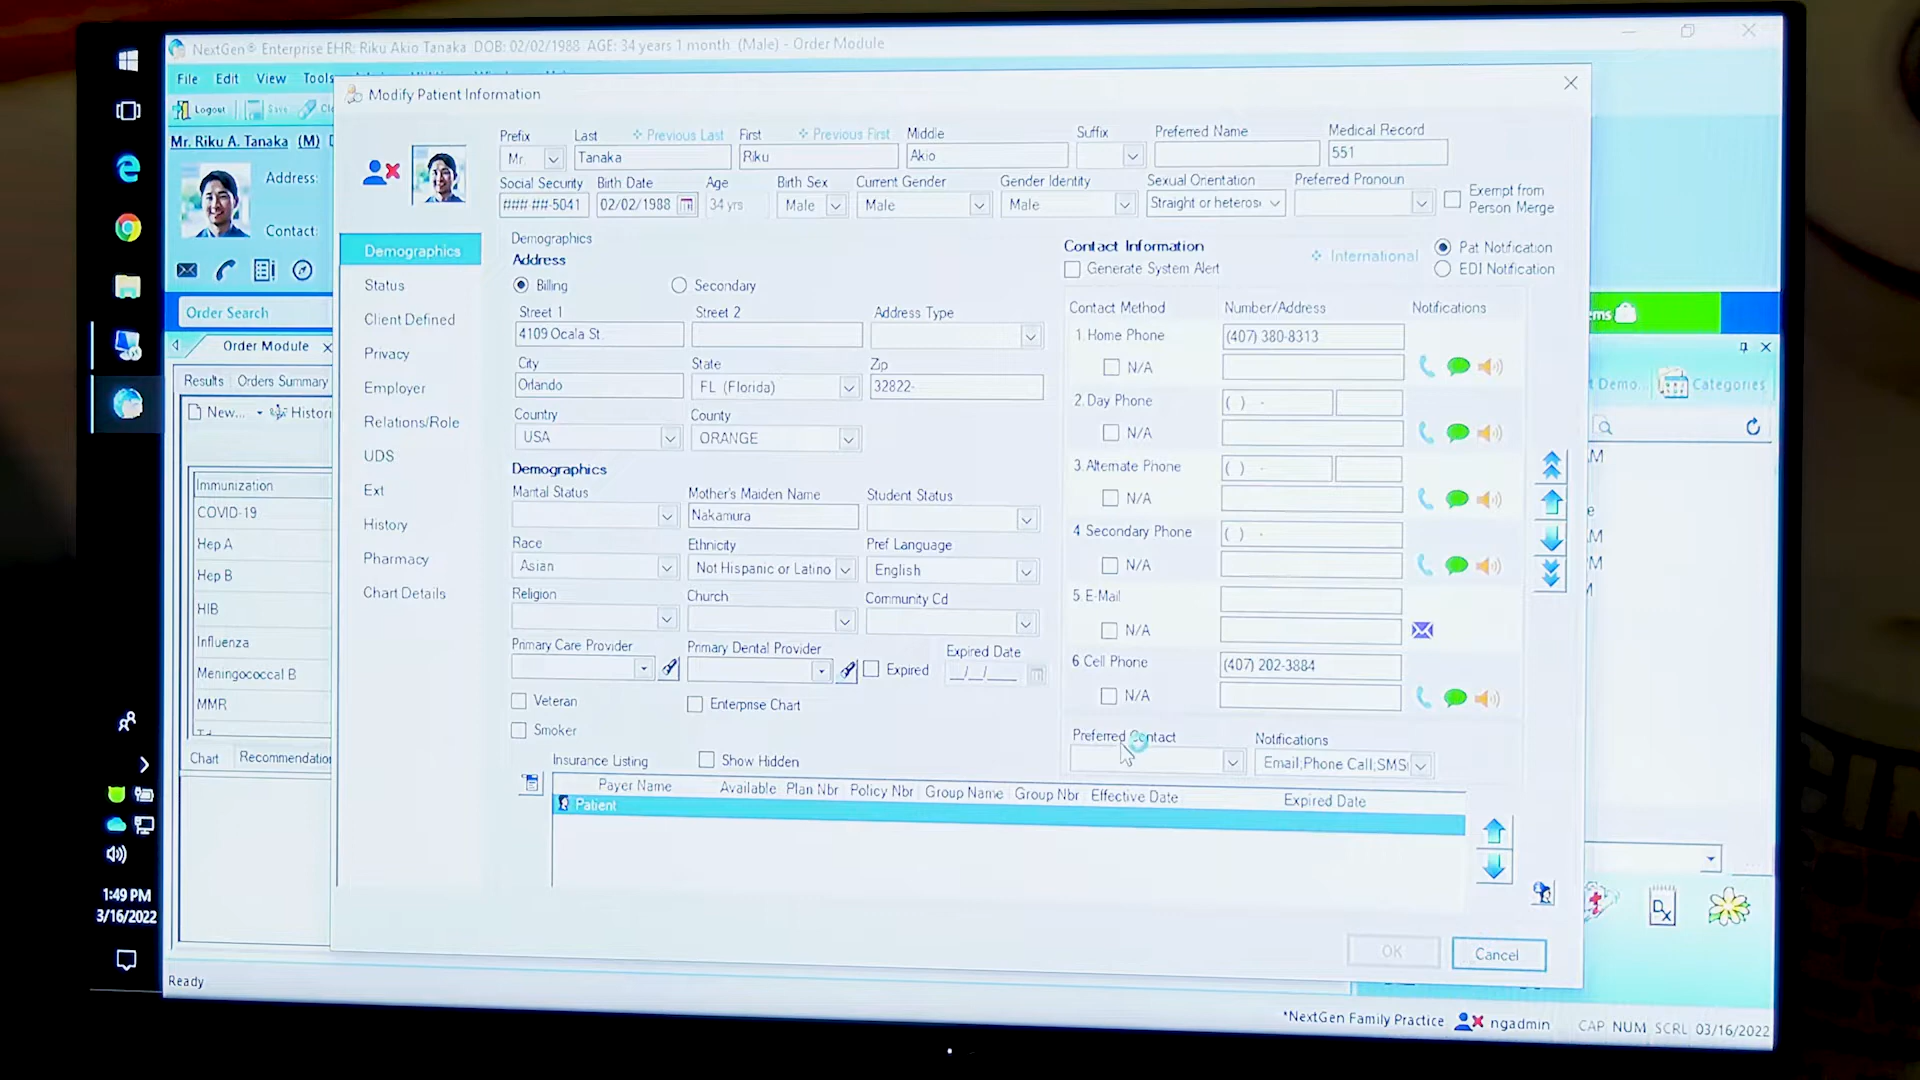 NextGen® Enterprise EHR: Riku Akio Tanaka DOB: 02/02/1988 AGE: 34 years 1 month (Male) - Order Module
File Edit View Tools
Logout Save
Mr. Riku A. Tanaka (M)
Address:
Contact:
Order Search
Order Module
Results Orders Summary
New...
Immunization
COVID-19
Hep A
Hep B
HIB
Influenza
Meningococcal B
MMR
Td
Chart
Ready
1:49 PM
3/16/2022
Modify Patient Information
Prefix Last Previous Last First Previous First Middle Suffix Preferred Name Medical Record
Mr. Tanaka Riku Akio 551
Social Security Birth Date Age Birth Sex Current Gender Gender Identity Sexual Orientation Preferred Pronoun
###-##-5041 02/02/1988 34 yrs Male Male Male Straight or heteros
Exempt from
Person Merge
Demographics
Status
Client Defined
Privacy
Employer
Relations/Role
UDS
Ext
History
Pharmacy
Chart Details
Demographics
Address
Billing Secondary
Street 1 Street 2 Address Type
4109 Ocala St.
City State Zip
Orlando FL (Florida) 32822-
Country County
USA ORANGE
Demographics
Marital Status Mother's Maiden Name Student Status
Nakamura
Race Ethnicity Pref Language
Asian Not Hispanic or Latino English
Religion Church Community Cd
Primary Care Provider Primary Dental Provider Expired Date
Expired __/__/____
Veteran Enterprise Chart
Smoker
Insurance Listing Show Hidden
Payer Name Available Plan Nbr Policy Nbr Group Name Group Nbr Effective Date Expired Date
Patient
Contact Information
International
Pat Notification
Generate System Alert
EDI Notification
Contact Method Number/Address Notifications
1. Home Phone (407) 380-8313
N/A
2. Day Phone ( ) -
N/A
3 Alternate Phone ( ) -
N/A
4 Secondary Phone ( ) -
N/A
5 E-Mail
N/A
6 Cell Phone (407) 202-3884
N/A
Preferred Contact Notifications
Email;Phone Call;SMS
OK Cancel
Categories
*NextGen Family Practice ngadmin CAP NUM SCRL 03/16/2022